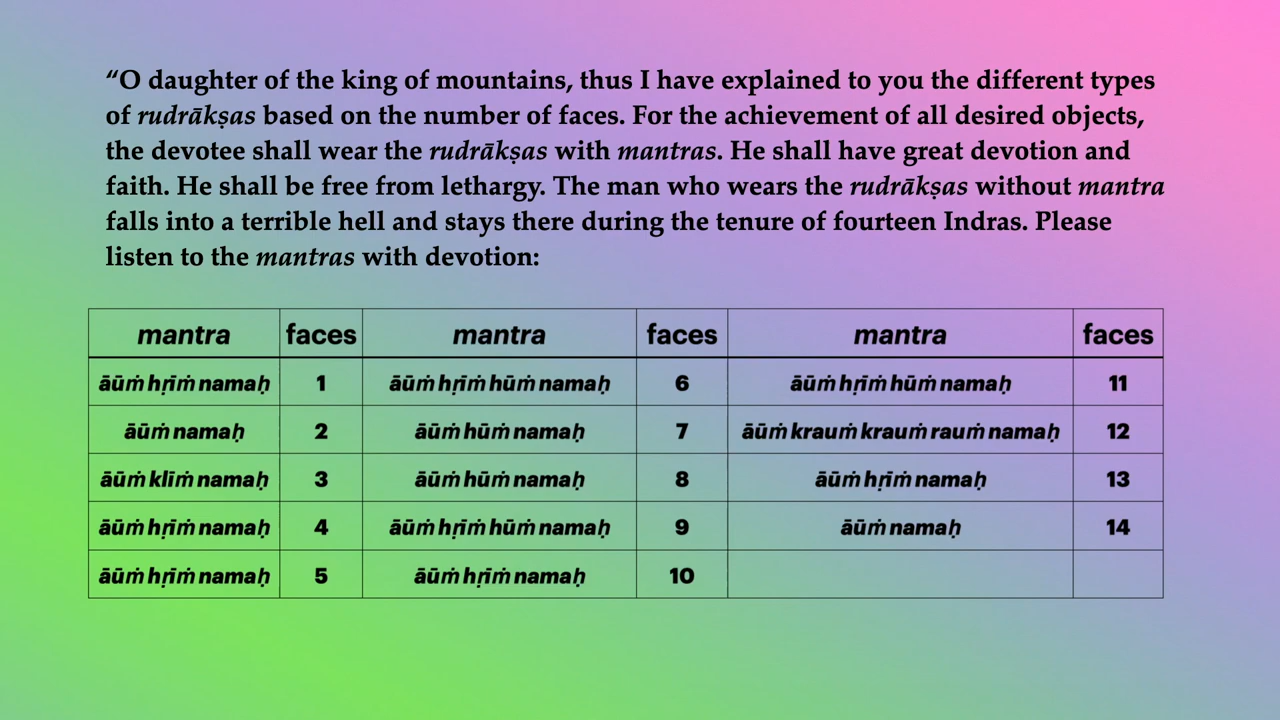 “O daughter of the king of mountains, thus I have explained to you the different types
of rudrākṣas based on the number of faces. For the achievement of all desired objects,
the devotee shall wear the rudrākṣas with mantras. He shall have great devotion and
faith. He shall be free from lethargy. The man who wears the rudrākṣas without mantra
falls into a terrible hell and stays there during the tenure of fourteen Indras. Please
listen to the mantras with devotion:
mantra faces mantra faces mantra faces
āūṁ hṛīṁ namaḥ 1 āūṁ hṛīṁ hūṁ namaḥ 6 āūṁ hṛīṁ hūṁ namaḥ 11
āūṁ namaḥ 2 āūṁ hūṁ namaḥ 7 āūṁ krauṁ krauṁ rauṁ namaḥ 12
āūṁ klīṁ namaḥ 3 āūṁ hūṁ namaḥ 8 āūṁ hṛīṁ namaḥ 13
āūṁ hṛīṁ namaḥ 4 āūṁ hṛīṁ hūṁ namaḥ 9 āūṁ namaḥ 14
āūṁ hṛīṁ namaḥ 5 āūṁ hṛīṁ namaḥ 10